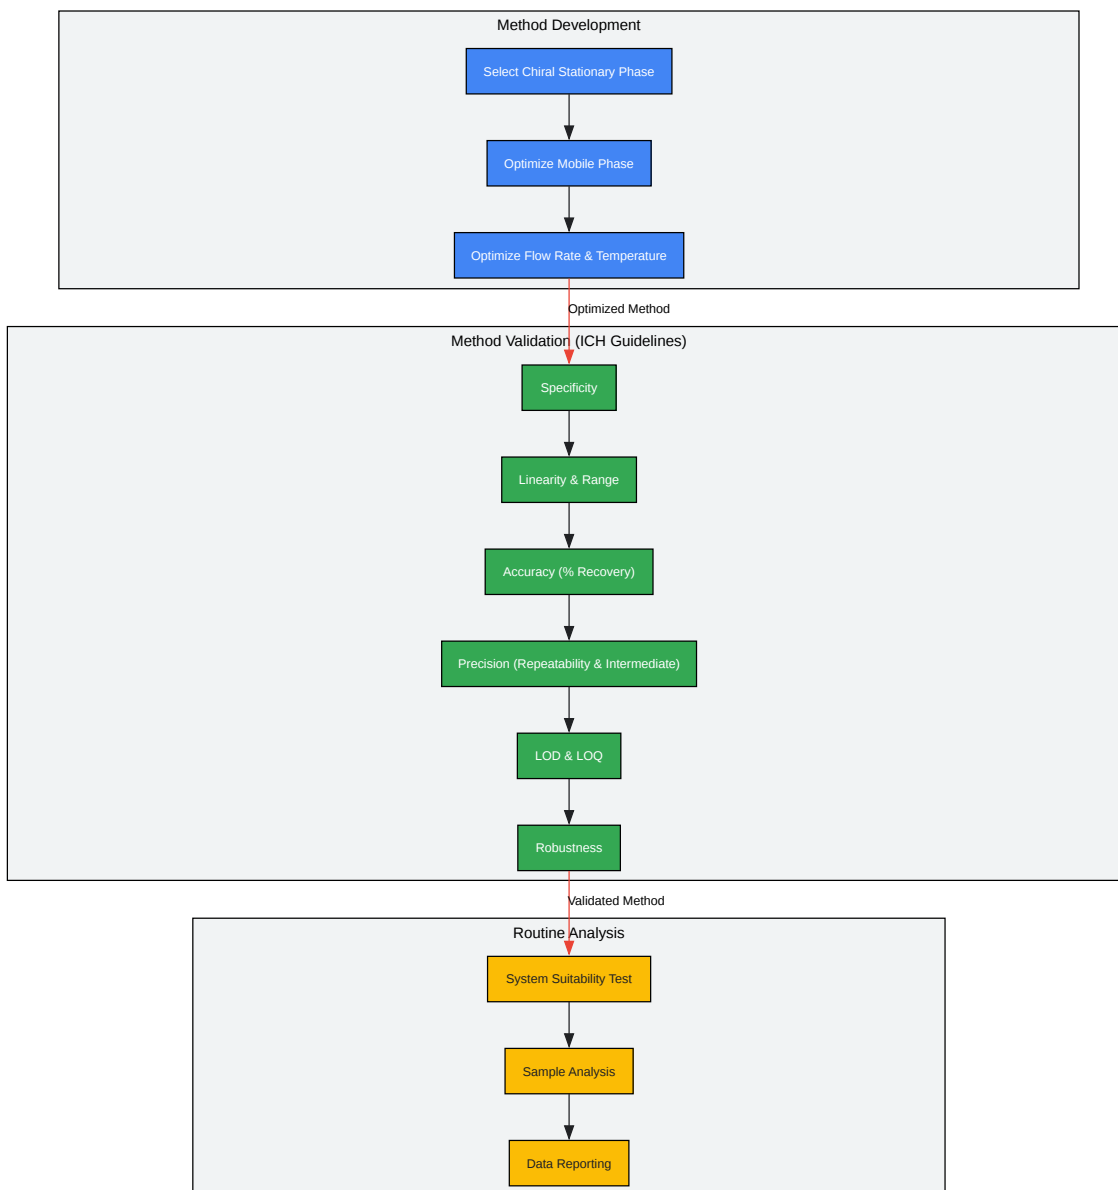 Method Development
Select Chiral Stationary Phase
Optimize Mobile Phase
Optimize Flow Rate & Temperature
Optimized Method
Method Validation (ICH Guidelines)
Specificity
Linearity & Range
Accuracy (% Recovery)
Precision (Repeatability & Intermediate)
LOD & LOQ
Robustness
Validated Method
Routine Analysis
System Suitability Test
Sample Analysis
Data Reporting